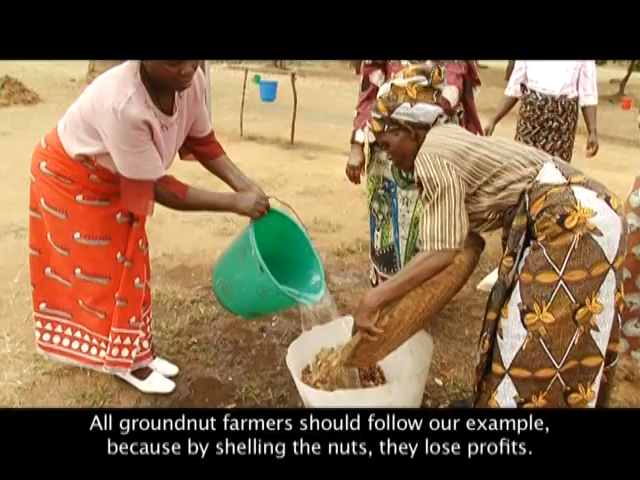 All groundnut farmers should follow our example,
because by shelling the nuts, they lose profits.